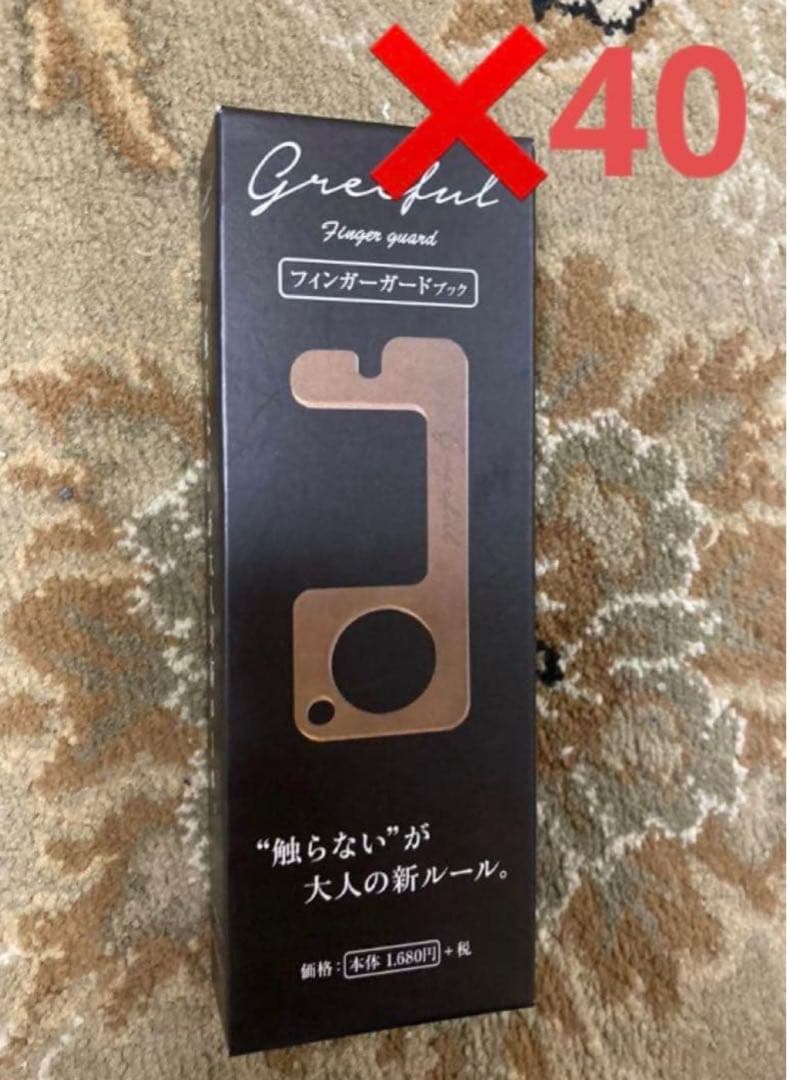 ❌40
Finger guard
フィンガーガードブック
“触らない”が
大人の新ルール。
価格：本体 1,680円+税